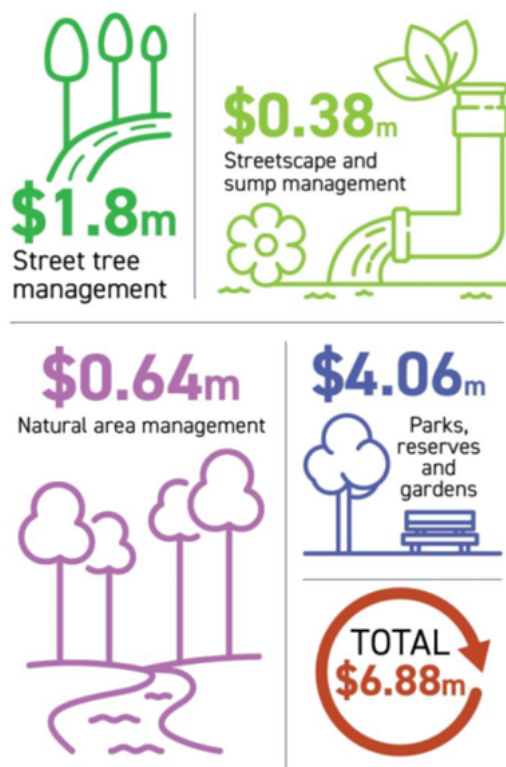 $1.8m
Street tree
management
$0.38m
Streetscape and
sump management
$0.64m
Natural area management
$4.06m
Parks,
reserves
and
gardens
TOTAL
$6.88m